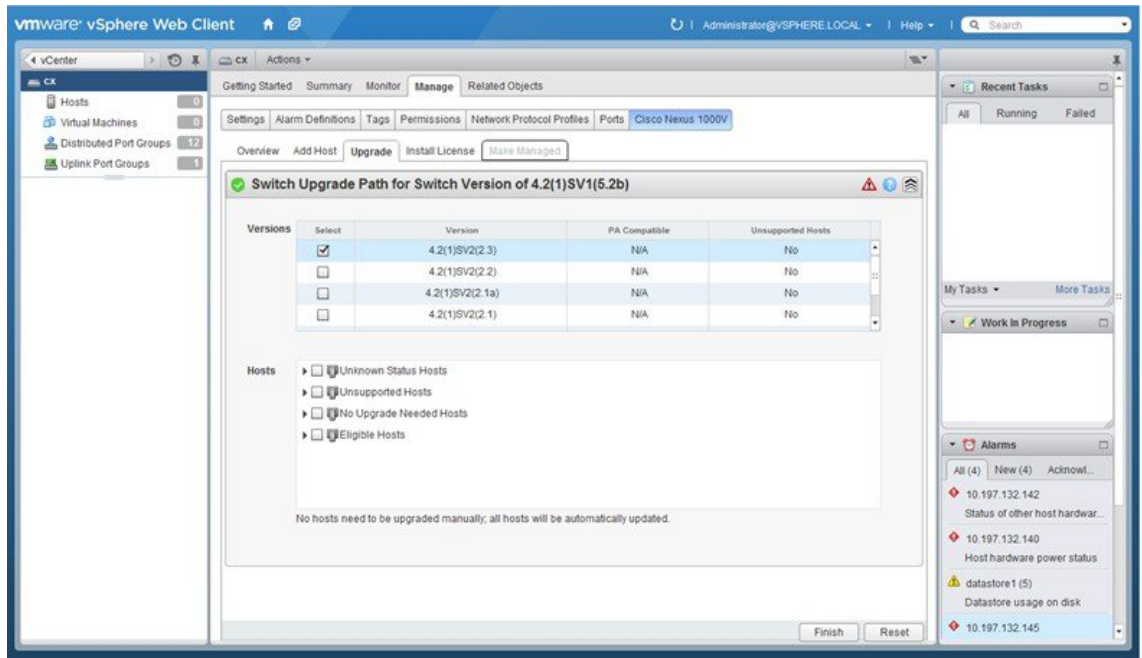 vmware vSphere Web Client
Administrator@VSPHERE.LOCAL
Help
Search
vCenter
CX
Hosts 0
Virtual Machines 0
Distributed Port Groups 12
Uplink Port Groups 1
CX Actions
Getting Started Summary Monitor Manage Related Objects
Settings Alarm Definitions Tags Permissions Network Protocol Profiles Ports Cisco Nexus 1000V
Overview Add Host Upgrade Install License Make Managed
Switch Upgrade Path for Switch Version of 4.2(1)SV1(5.2b)
Versions
Select Version PA Compatible Unsupported Hosts
4.2(1)SV2(2.3) N/A No
4.2(1)SV2(2.2) N/A No
4.2(1)SV2(2.1a) N/A No
4.2(1)SV2(2.1) N/A No
Hosts
Unknown Status Hosts
Unsupported Hosts
No Upgrade Needed Hosts
Eligible Hosts
No hosts need to be upgraded manually; all hosts will be automatically updated.
Finish Reset
Recent Tasks
All Running Failed
My Tasks More Tasks
Work In Progress
Alarms
All (4) New (4) Acknowl...
10.197.132.142
Status of other host hardwar...
10.197.132.140
Host hardware power status
datastore1 (5)
Datastore usage on disk
10.197.132.145